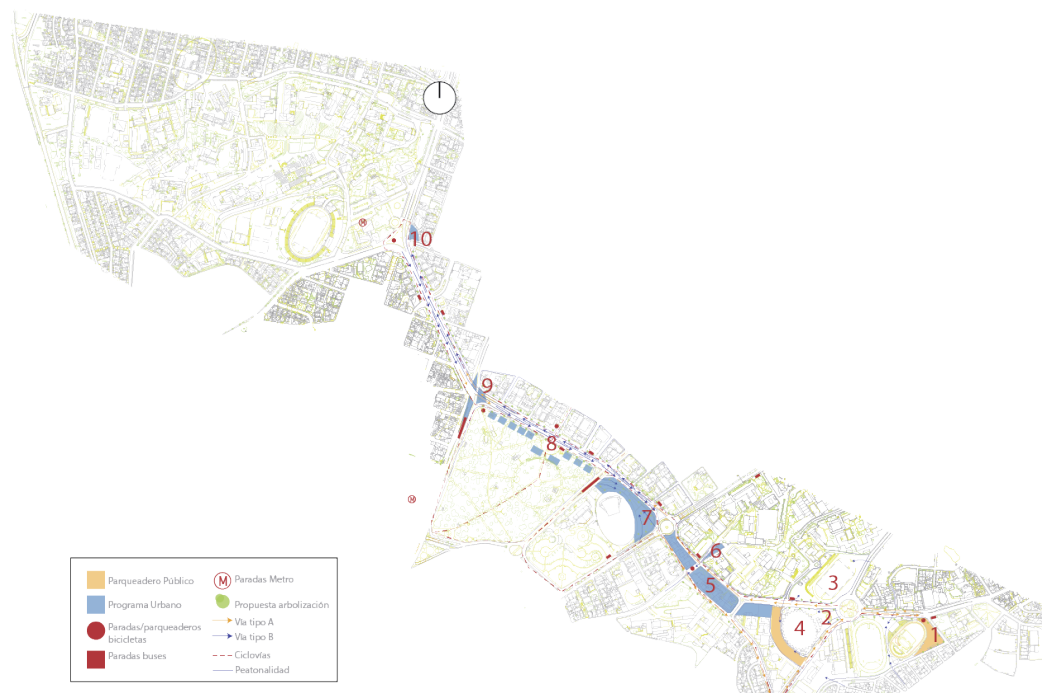 M
10
9
8
M
7
6
5
3
4
2
1
Parqueadero Público
Programa Urbano
Paradas/parqueaderos
bicicletas
Paradas buses
M Paradas Metro
Propuesta arbolización
Vía tipo A
Vía tipo B
Ciclovías
Peatonalidad